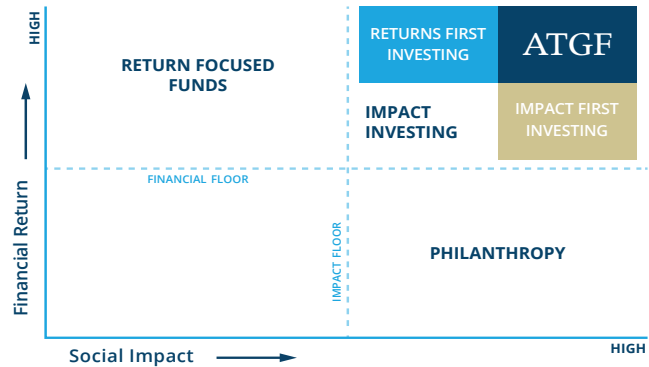 HIGH
RETURN FOCUSED
FUNDS
RETURNS FIRST
INVESTING
ATGF
IMPACT
INVESTING
IMPACT FIRST
INVESTING
FINANCIAL FLOOR
Financial Return
IMPACT FLOOR
PHILANTHROPY
Social Impact
HIGH